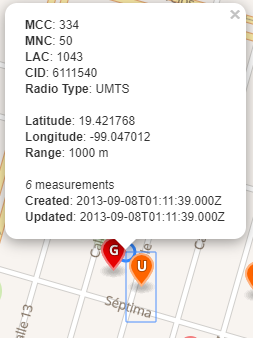 ×
MCC: 334
MNC: 50
LAC: 1043
CID: 6111540
Radio Type: UMTS
Latitude: 19.421768
Longitude: -99.047012
Range: 1000 m
6 measurements
Created: 2013-09-08T01:11:39.000Z
Updated: 2013-09-08T01:11:39.000Z
G
U
Séptima
lle 13